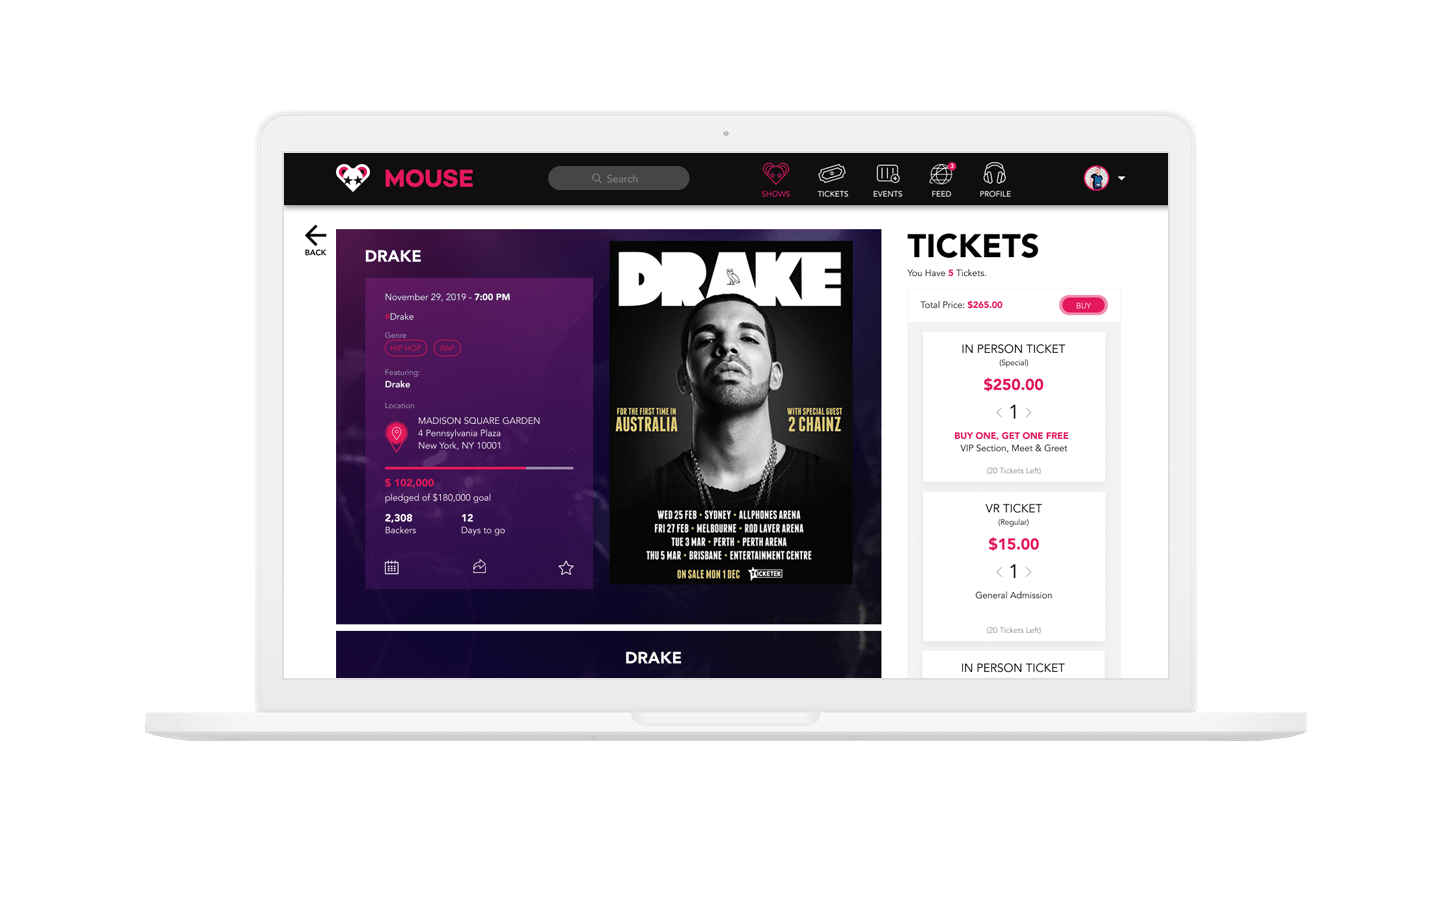 MOUSE
Search
SHOWS
TICKETS
EVENTS
3
FEED
PROFILE
BACK
DRAKE
November 29, 2019 - 7:00 PM
#Drake
Genre
HIP HOP
RAP
Featuring:
Drake
Location
MADISON SQUARE GARDEN
4 Pennsylvania Plaza
New York, NY 10001
$ 102,000
pledged of $180,000 goal
2,308
Backers
12
Days to go
DRAKE
FOR THE FIRST TIME IN
AUSTRALIA
WITH SPECIAL GUEST
2 CHAINZ
WED 25 FEB • SYDNEY • ALLPHONES ARENA
FRI 27 FEB • MELBOURNE • ROD LAVER ARENA
TUE 3 MAR • PERTH • PERTH ARENA
THU 5 MAR • BRISBANE • ENTERTAINMENT CENTRE
ON SALE MON 1 DEC TICKETEK
DRAKE
TICKETS
You Have 5 Tickets.
Total Price: $265.00
BUY
IN PERSON TICKET
(Special)
$250.00
< 1 >
BUY ONE, GET ONE FREE
VIP Section, Meet & Greet
(20 Tickets Left)
VR TICKET
(Regular)
$15.00
< 1 >
General Admission
(20 Tickets Left)
IN PERSON TICKET